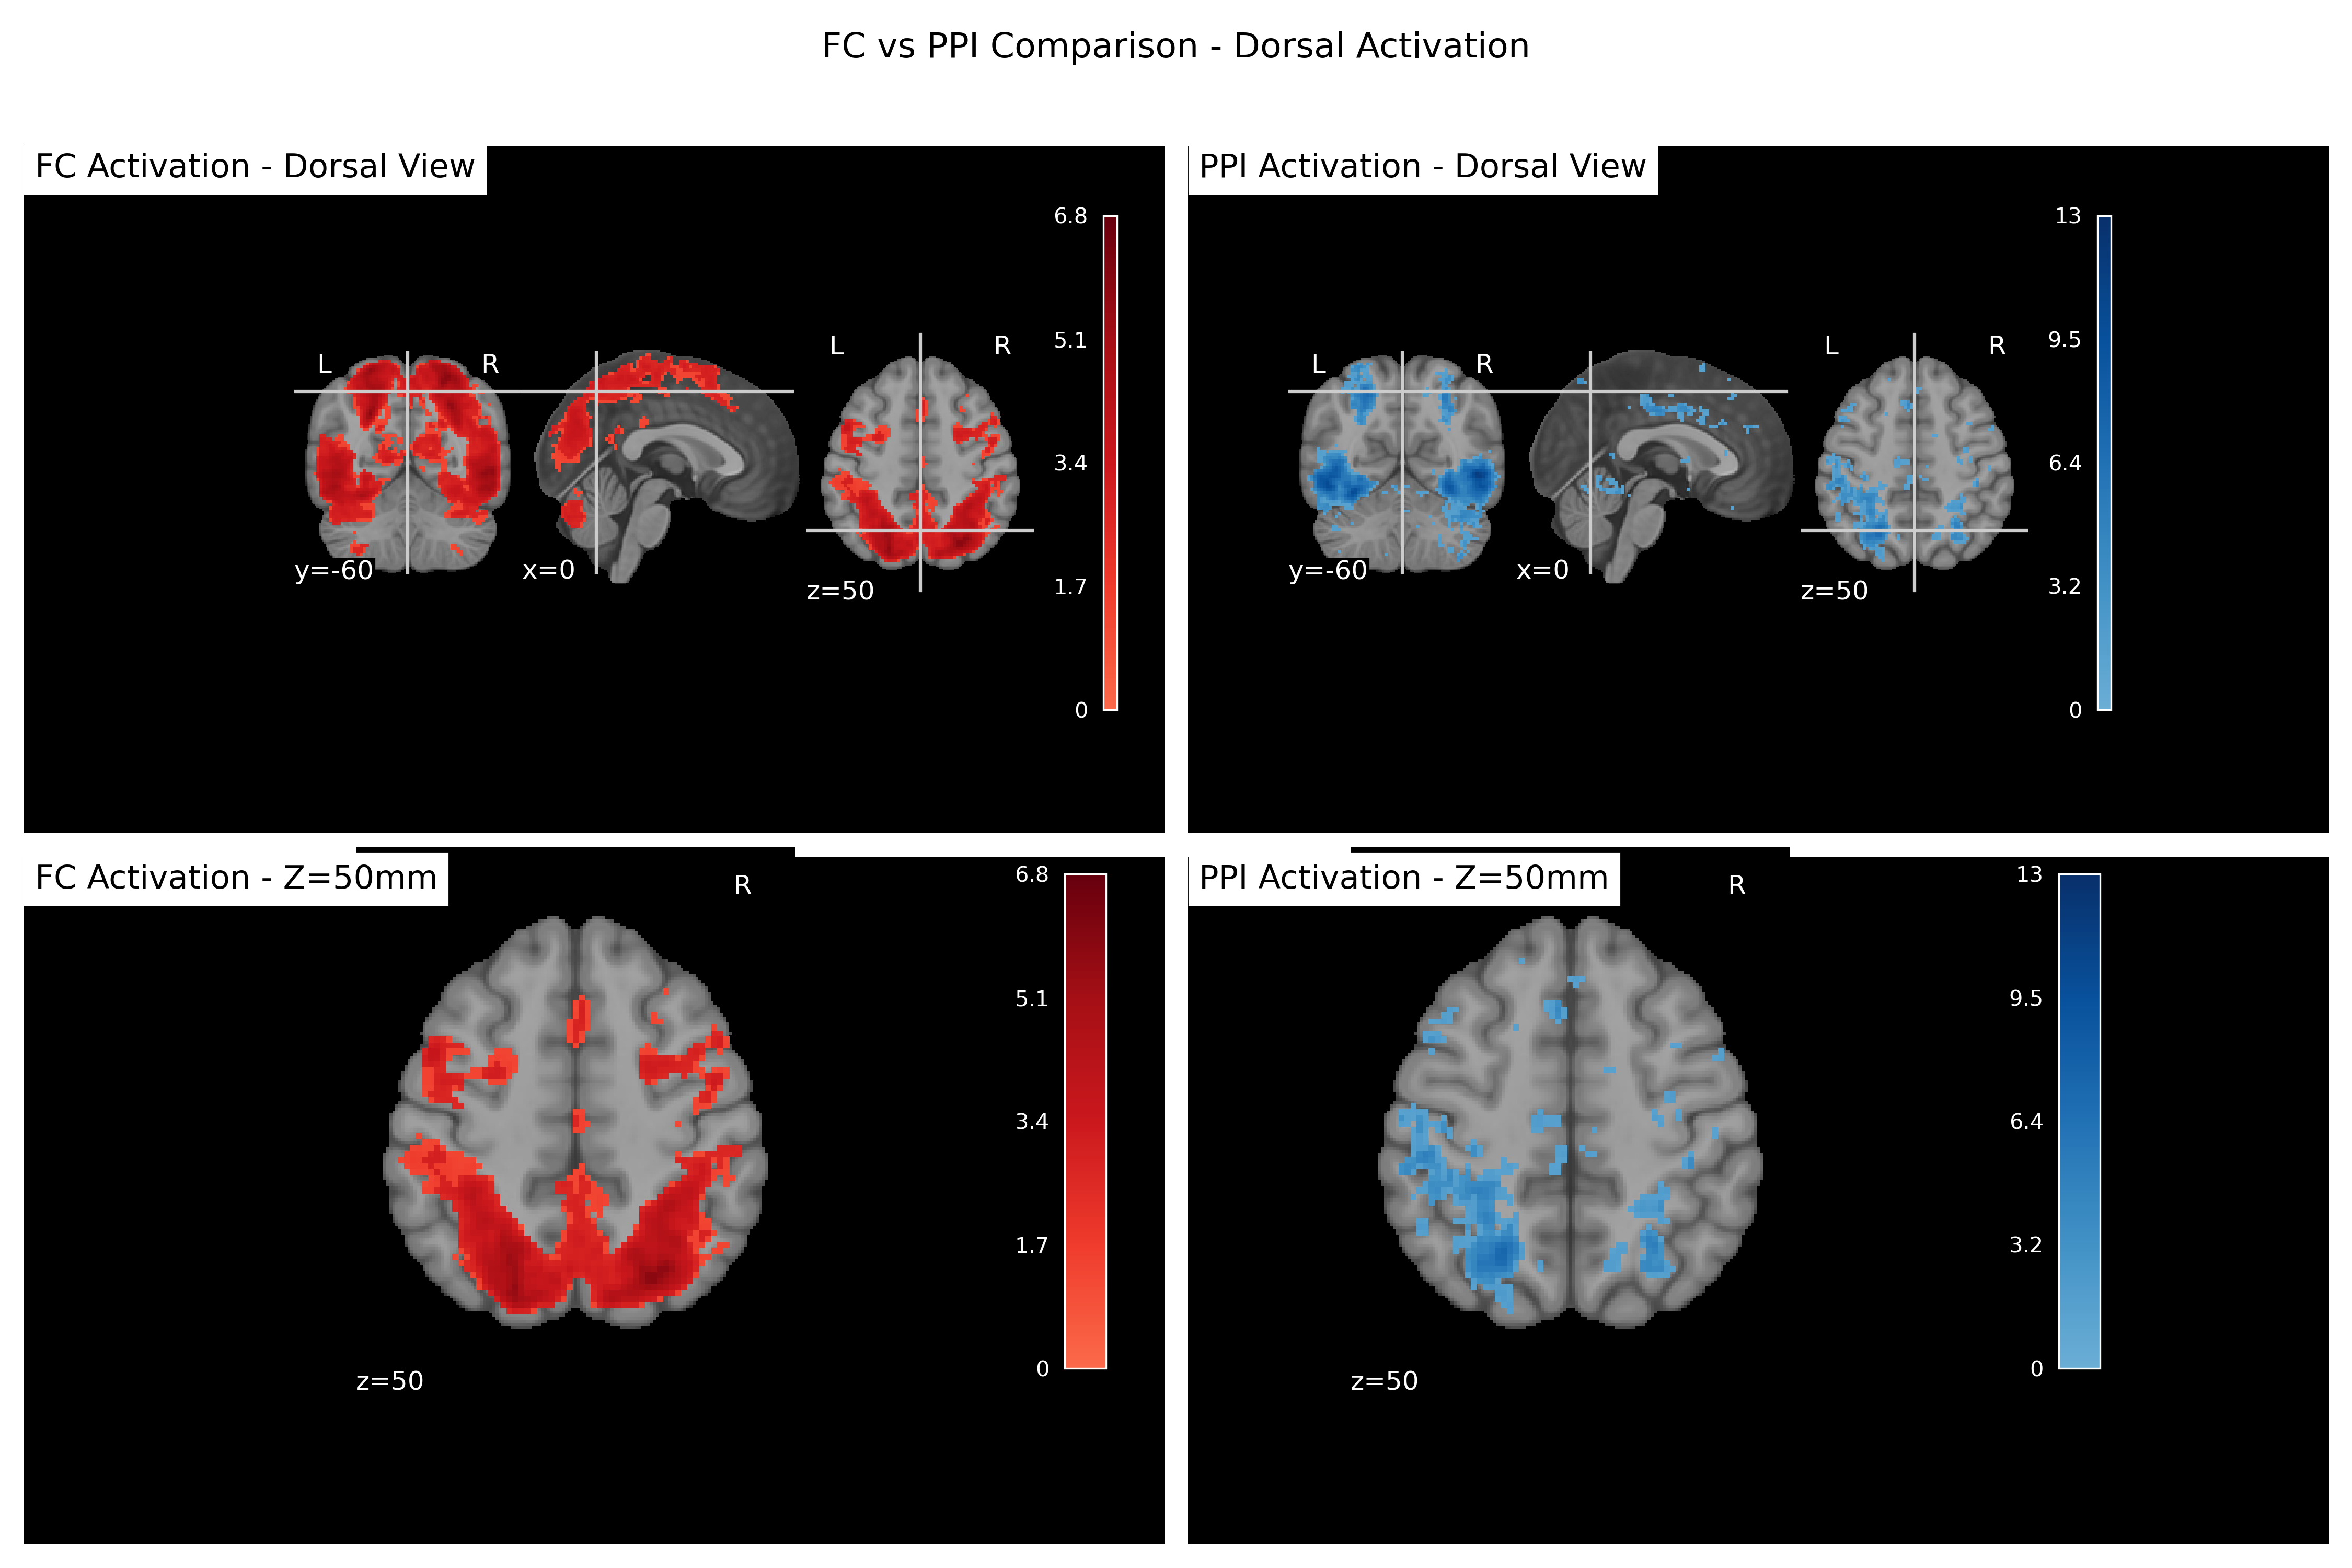 FC vs PPI Comparison - Dorsal Activation
FC Activation - Dorsal View
6.8
5.1
3.4
1.7
0
L
R
L
R
y=-60
x=0
z=50
PPI Activation - Dorsal View
13
9.5
6.4
3.2
0
L
R
L
R
y=-60
x=0
z=50
FC Activation - Z=50mm
R
6.8
5.1
3.4
1.7
0
z=50
PPI Activation - Z=50mm
R
13
9.5
6.4
3.2
0
z=50